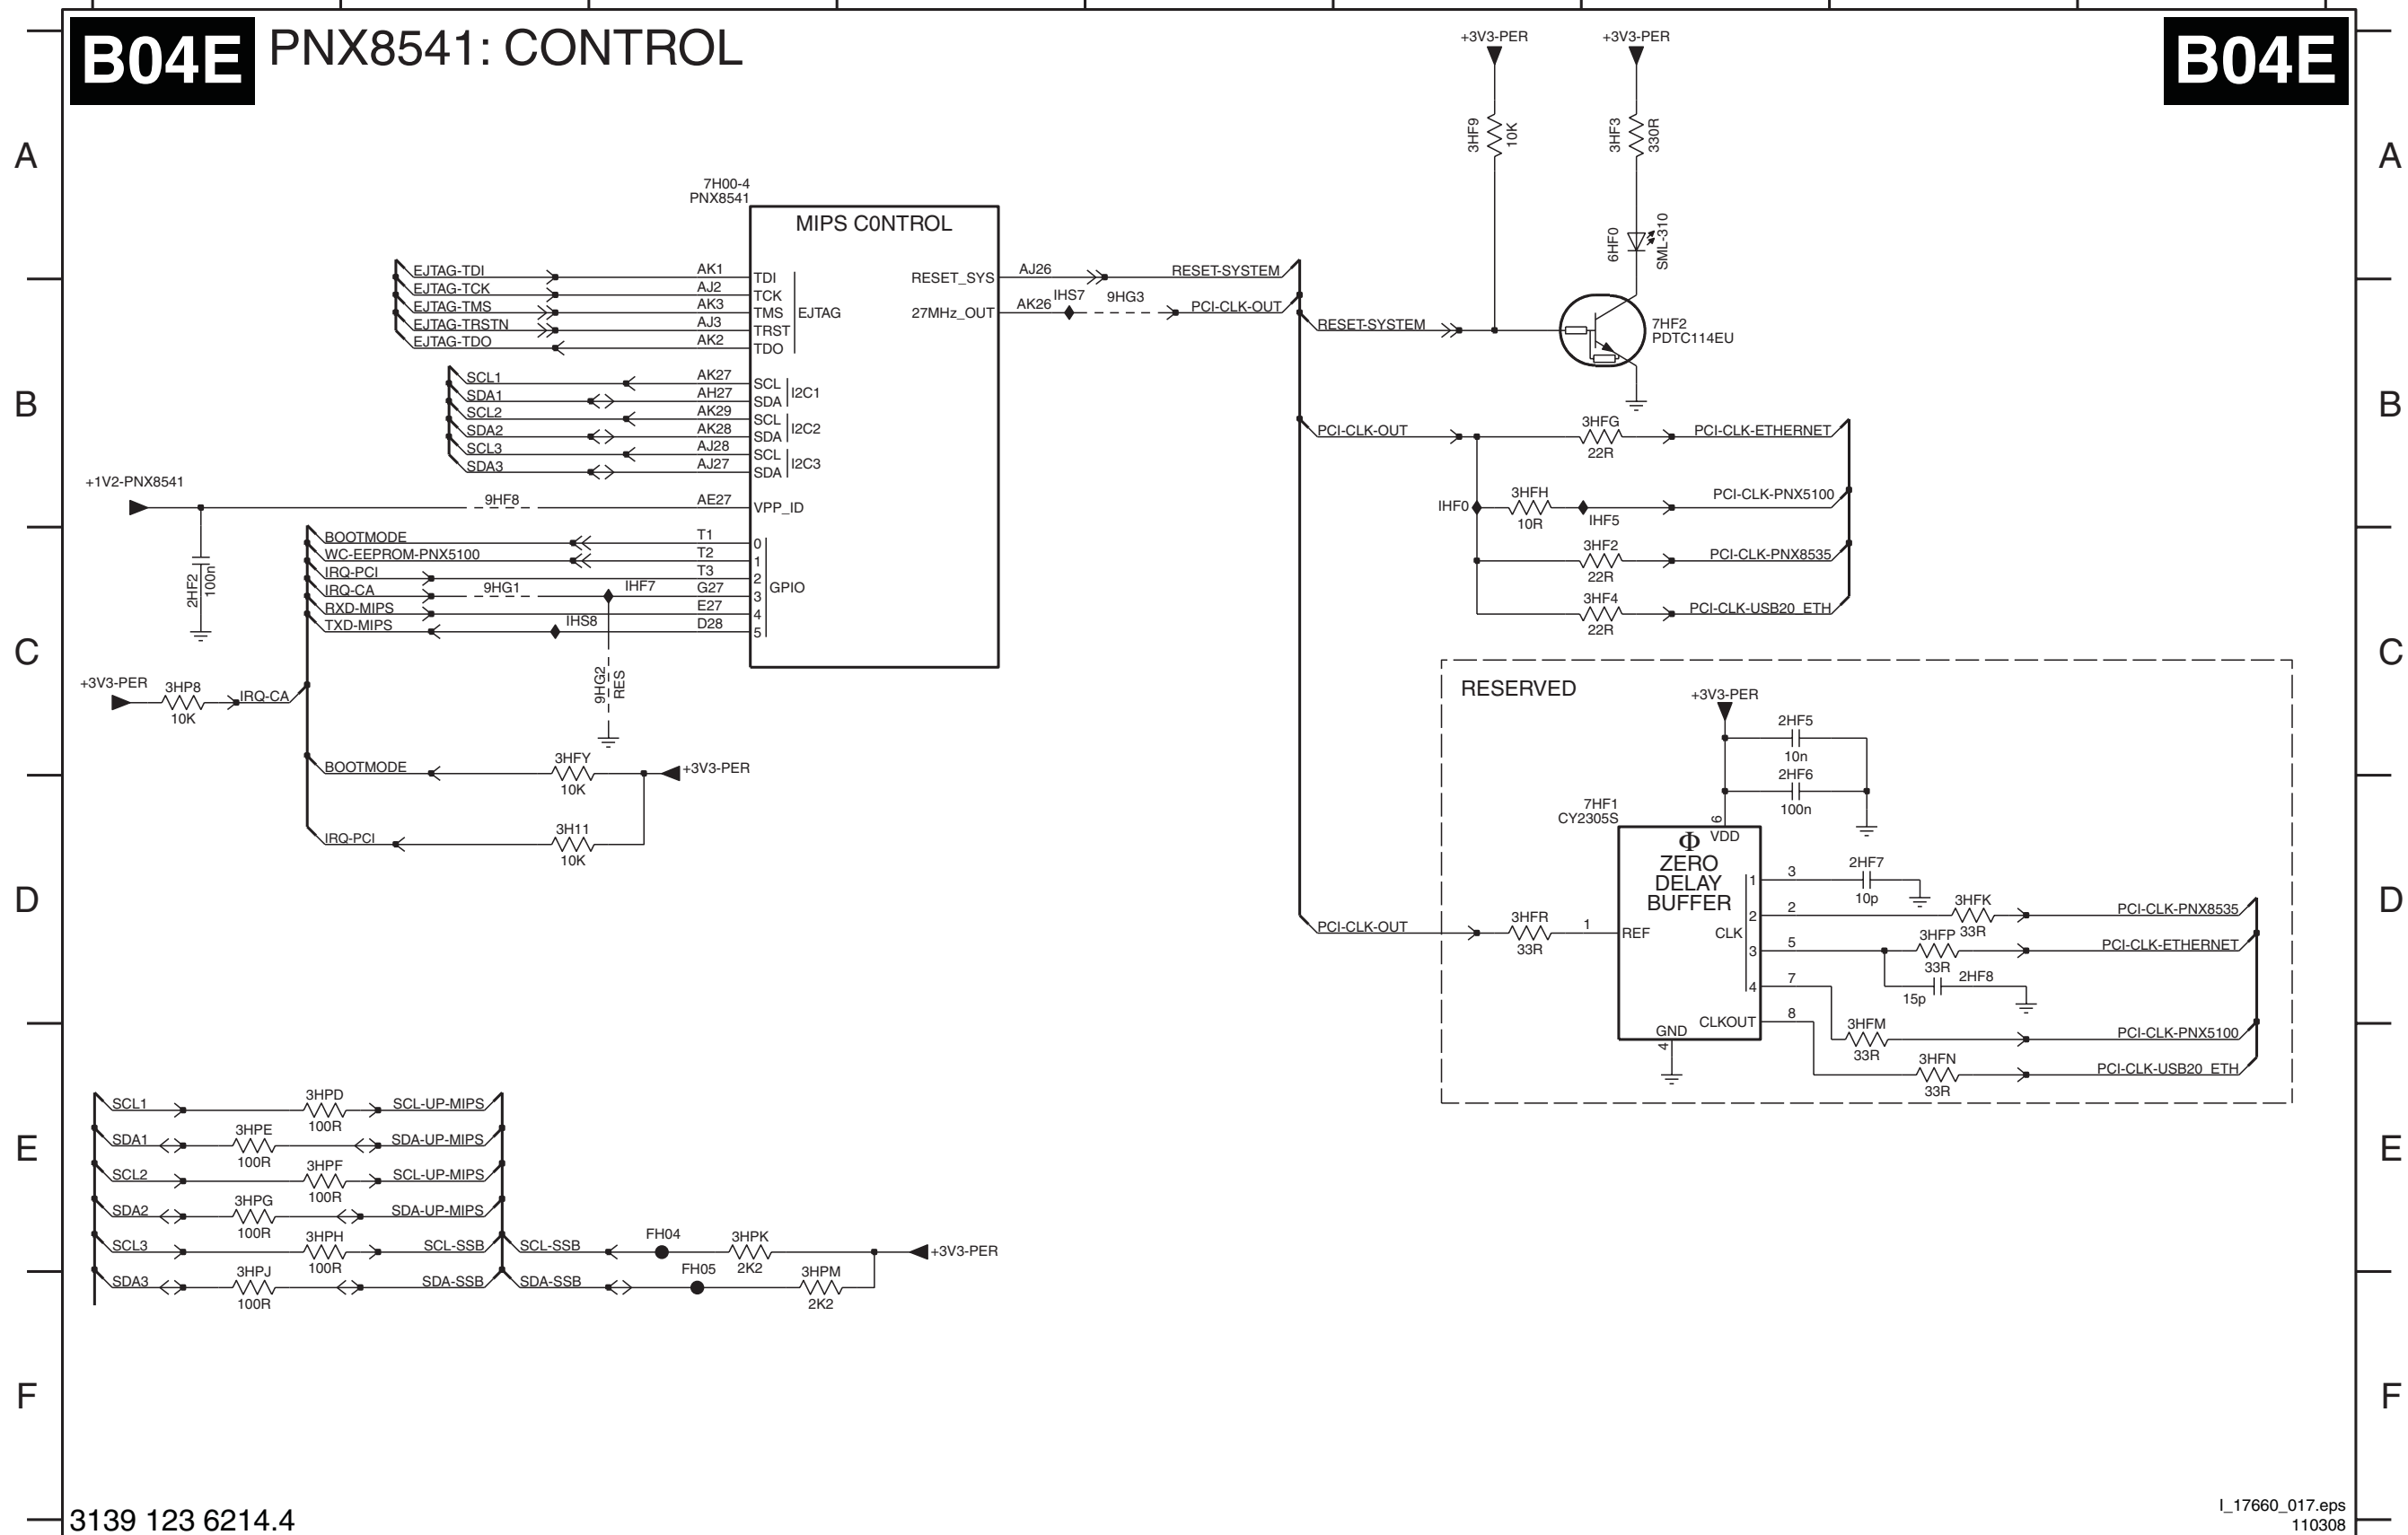 B04E
PNX8541: CONTROL
B04E
A
A
B
B
C
C
D
D
E
E
F
F
+3V3-PER
+3V3-PER
3HF9
10K
3HF3
330R
6HF0
SML-310
7HF2
PDTC114EU
7H00-4
PNX8541
MIPS C0NTROL
EJTAG-TDI
AK1
TDI
EJTAG-TCK
AJ2
TCK
EJTAG-TMS
AK3
TMS
EJTAG
EJTAG-TRSTN
AJ3
TRST
EJTAG-TDO
AK2
TDO
RESET_SYS
AJ26
RESET-SYSTEM
27MHz_OUT
AK26
IHS7
9HG3
PCI-CLK-OUT
RESET-SYSTEM
SCL1
AK27
SCL
SDA1
AH27
SDA
I2C1
SCL2
AK29
SCL
SDA2
AK28
SDA
I2C2
SCL3
AJ28
SCL
SDA3
AJ27
SDA
I2C3
+1V2-PNX8541
9HF8
AE27
VPP_ID
2HF2
100n
BOOTMODE
T1
0
WC-EEPROM-PNX5100
T2
1
IRQ-PCI
T3
2
GPIO
IRQ-CA
9HG1
IHF7
G27
3
RXD-MIPS
E27
4
TXD-MIPS
IHS8
D28
5
9HG2
RES
+3V3-PER
3HP8
10K
IRQ-CA
BOOTMODE
3HFY
10K
+3V3-PER
IRQ-PCI
3H11
10K
PCI-CLK-OUT
3HFG
22R
PCI-CLK-ETHERNET
IHF0
3HFH
10R
IHF5
PCI-CLK-PNX5100
3HF2
22R
PCI-CLK-PNX8535
3HF4
22R
PCI-CLK-USB20_ETH
RESERVED
+3V3-PER
2HF5
10n
2HF6
100n
7HF1
CY2305S
6
VDD
Φ
ZERO
DELAY
BUFFER
PCI-CLK-OUT
3HFR
33R
1
REF
CLK
1
3
2HF7
10p
2
2
3HFK
33R
PCI-CLK-PNX8535
3
5
3HFP
33R
PCI-CLK-ETHERNET
2HF8
15p
4
7
3HFM
33R
PCI-CLK-PNX5100
CLKOUT
8
3HFN
33R
PCI-CLK-USB20_ETH
GND
4
SCL1
3HPD
100R
SCL-UP-MIPS
SDA1
3HPE
100R
SDA-UP-MIPS
SCL2
3HPF
100R
SCL-UP-MIPS
SDA2
3HPG
100R
SDA-UP-MIPS
SCL3
3HPH
100R
SCL-SSB
SCL-SSB
FH04
3HPK
2K2
+3V3-PER
SDA3
3HPJ
100R
SDA-SSB
SDA-SSB
FH05
3HPM
2K2
3139 123 6214.4
I_17660_017.eps
110308